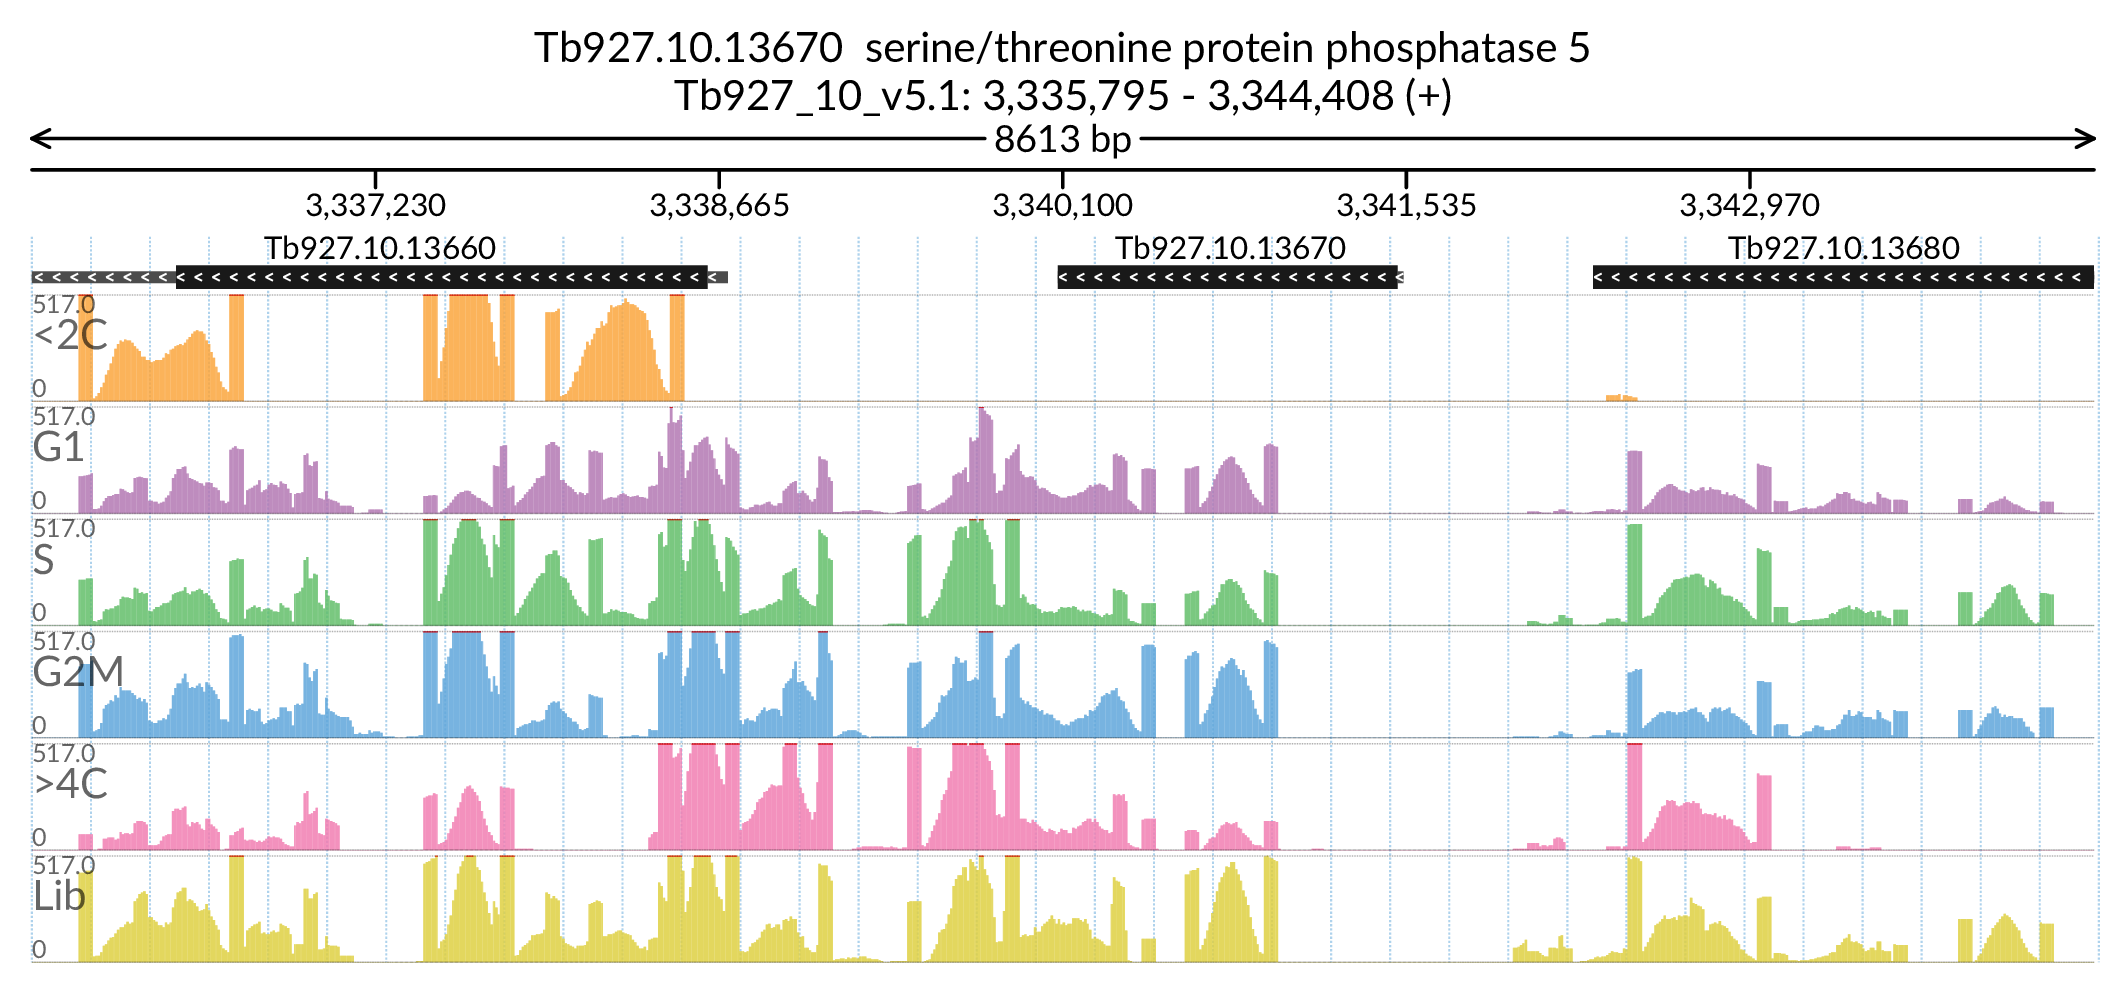 Tb927.10.13670  serine/threonine protein phosphatase 5
Tb927_10_v5.1: 3,335,795 - 3,344,408 (+)
8613 bp
3,337,230 3,338,665 3,340,100 3,341,535 3,342,970
Tb927.10.13660 Tb927.10.13670 Tb927.10.13680
517.0
<2C
0
517.0
G1
0
517.0
S
0
517.0
G2M
0
517.0
>4C
0
517.0
Lib
0